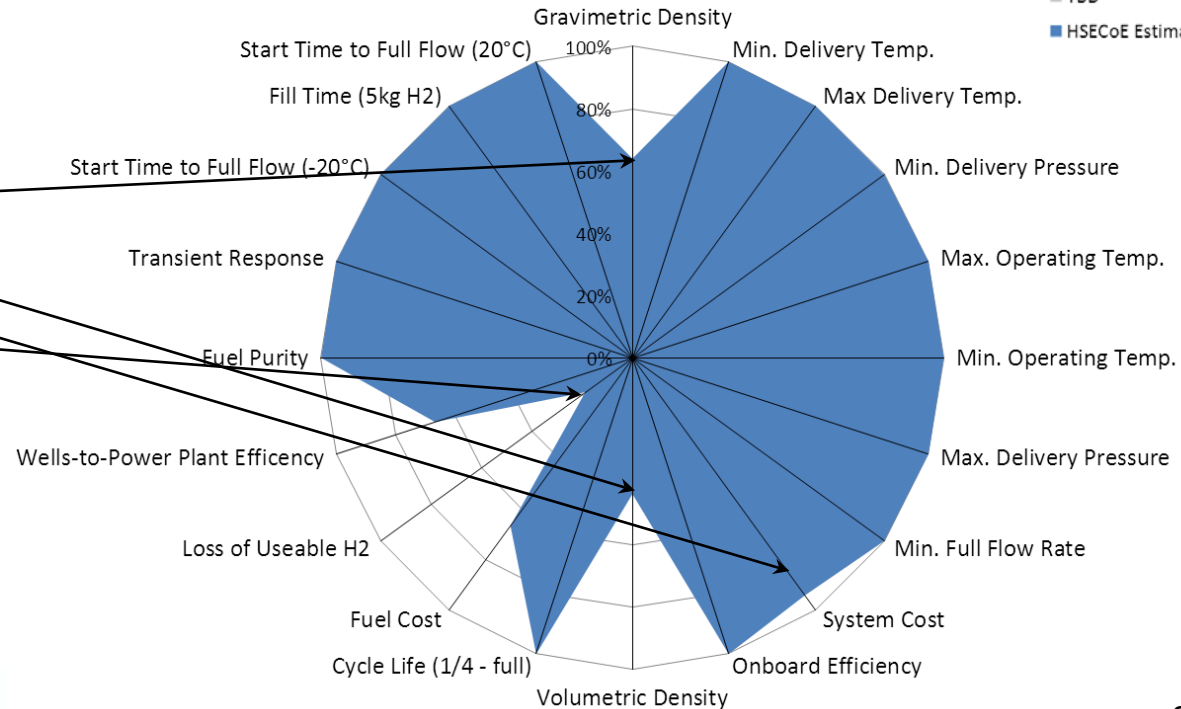 HSECoE
Gravimetric Density
Start Time to Full Flow (20°C)
100%
Min. Delivery Temp.
Fill Time (5kg H2)
Max Delivery Temp.
80%
Start Time to Full Flow (-20°C)
60%
Min. Delivery Pressure
40%
Transient Response
Max. Operating Temp.
20%
Fuel Purity
0%
Min. Operating Temp.
Wells-to-Power Plant Efficency
Max. Delivery Pressure
Loss of Useable H2
Min. Full Flow Rate
Fuel Cost
System Cost
Cycle Life (1/4 - full)
Onboard Efficiency
Volumetric Density